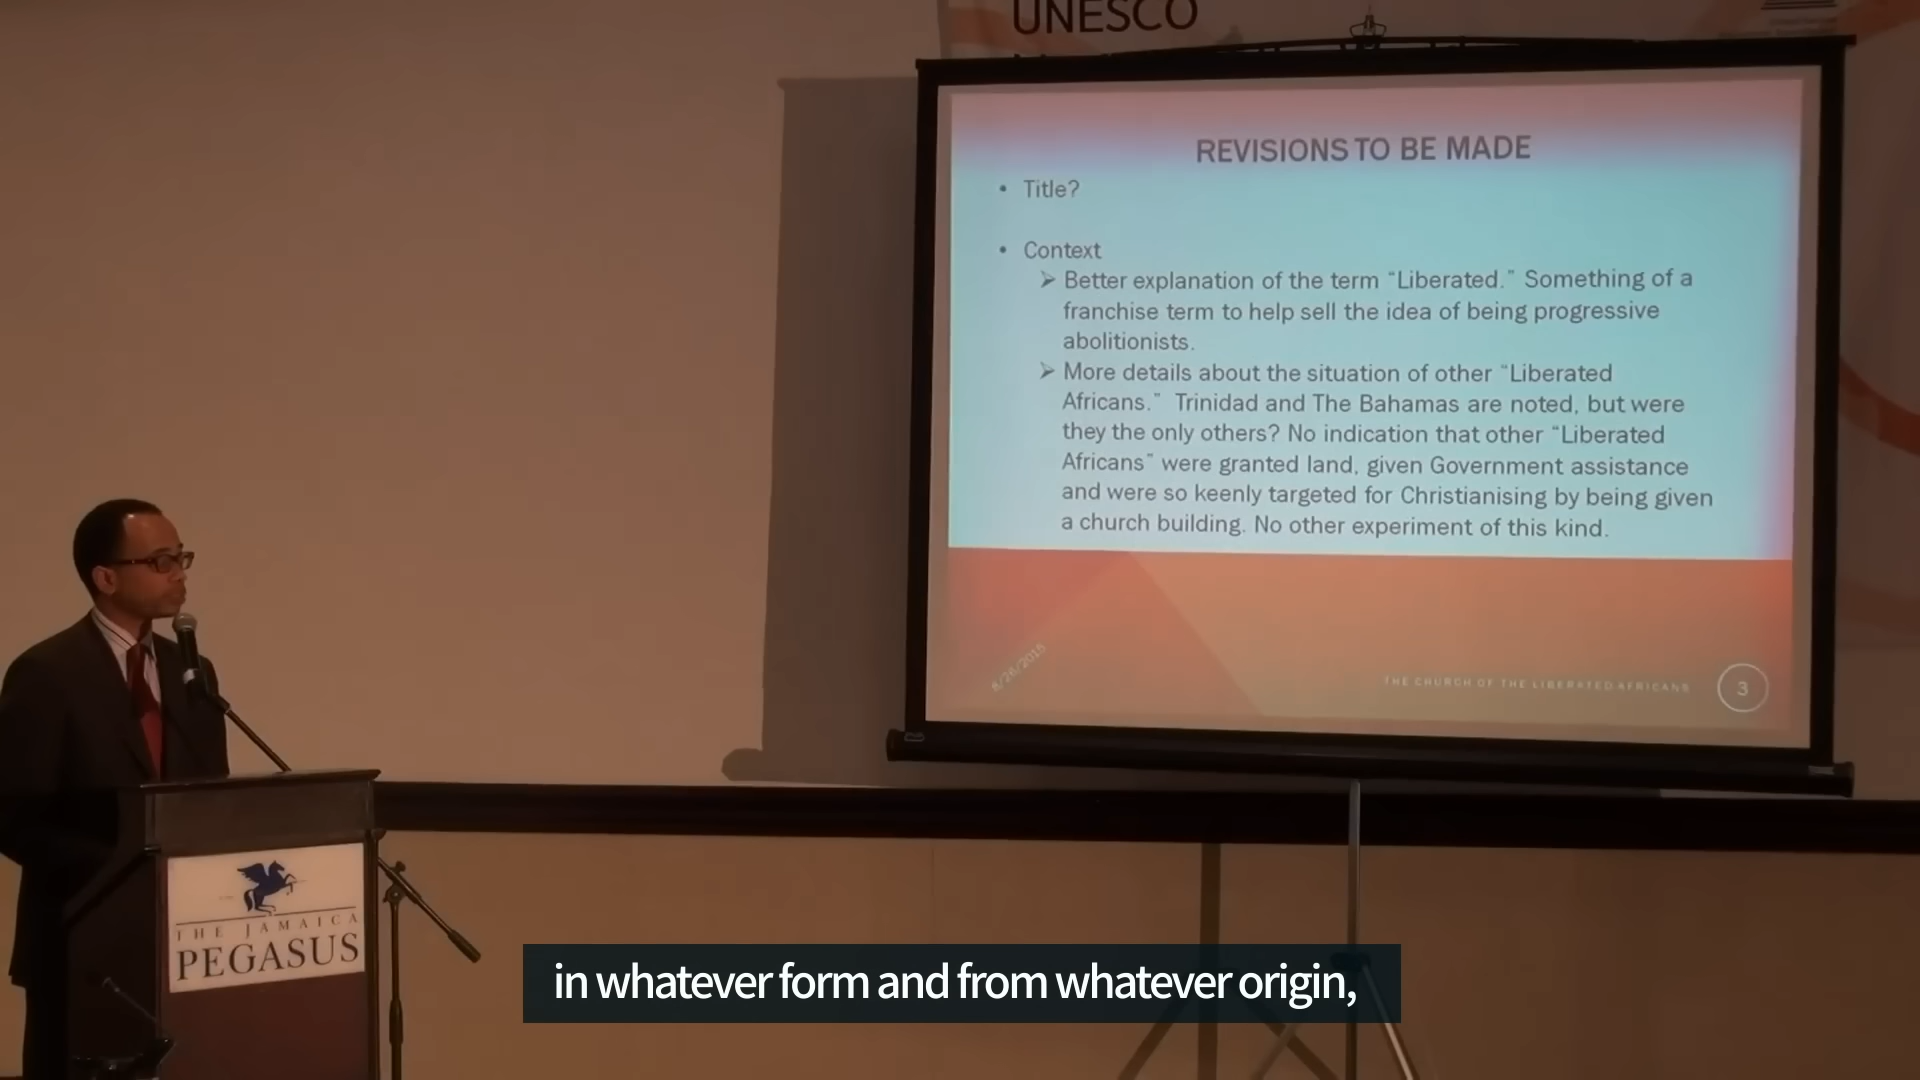 UNESCO
REVISIONS TO BE MADE
• Title?
• Context
➢ Better explanation of the term “Liberated.” Something of a
franchise term to help sell the idea of being progressive
abolitionists.
➢ More details about the situation of other “Liberated
Africans.” Trinidad and The Bahamas are noted, but were
they the only others? No indication that other “Liberated
Africans” were granted land, given Government assistance
and were so keenly targeted for Christianising by being given
a church building. No other experiment of this kind.
8/26/2015
THE CHURCH OF THE LIBERATED AFRICANS
3
THE JAMAICA
PEGASUS
in whatever form and from whatever origin,